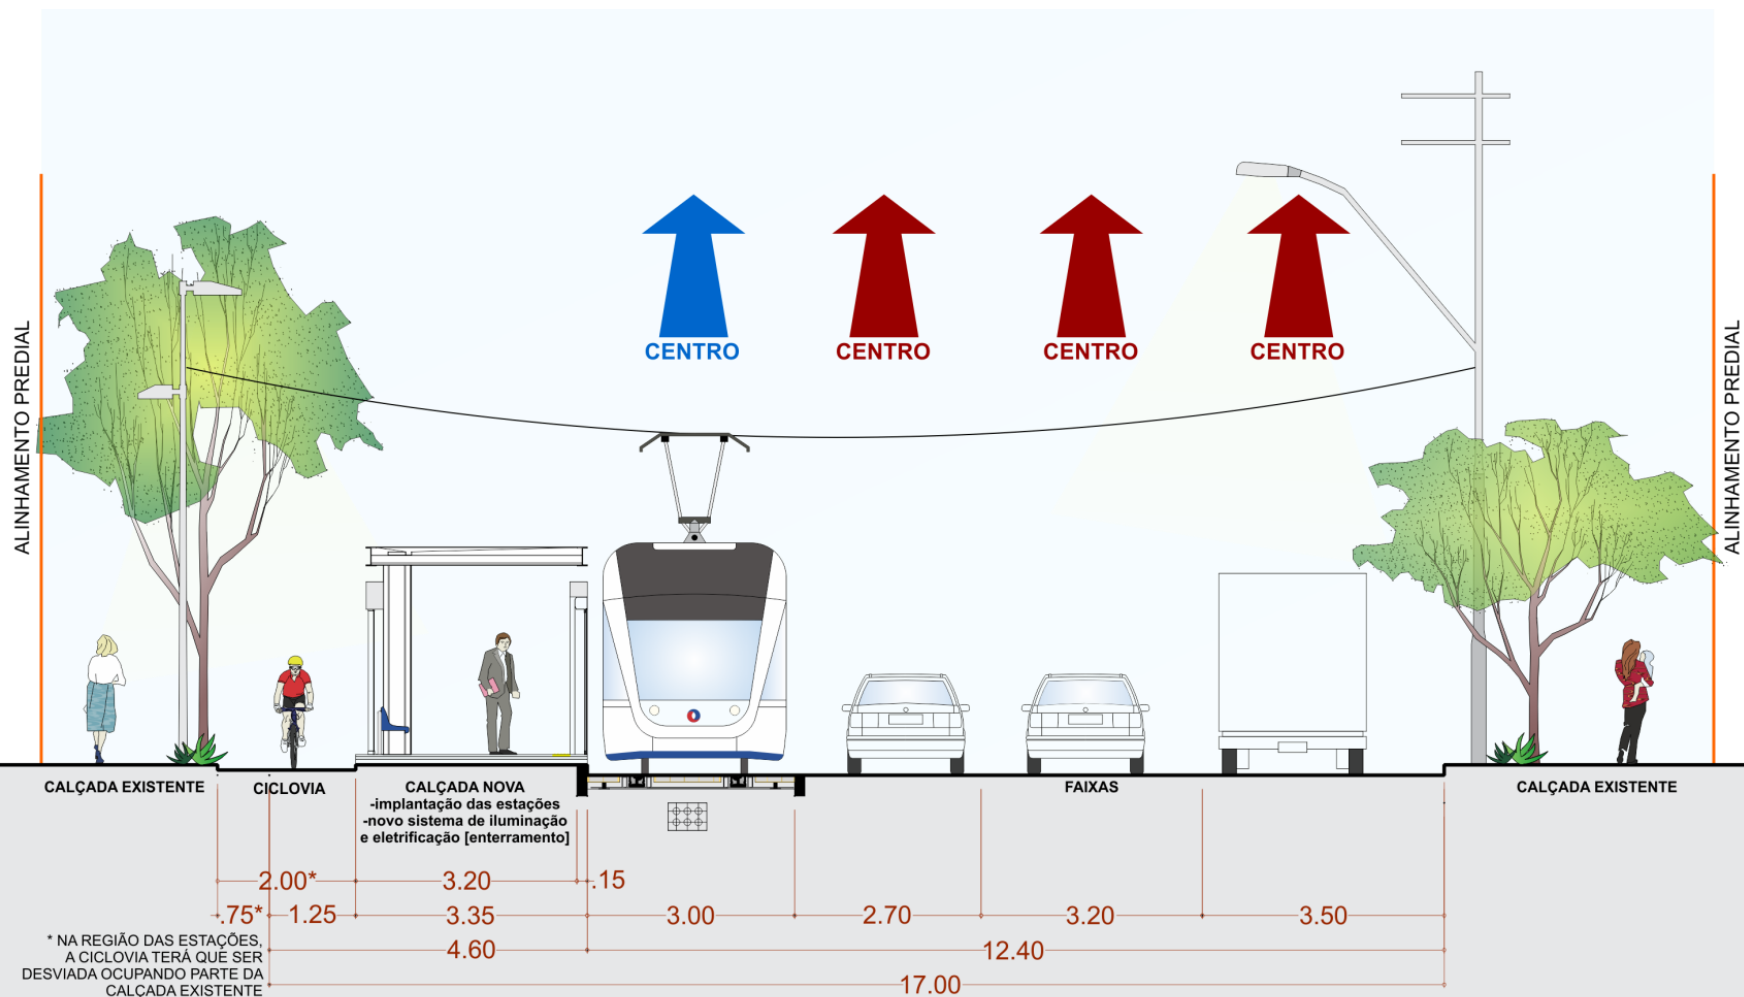 CENTRO
CENTRO
CENTRO
CENTRO
ALINHAMENTO PREDIAL
ALINHAMENTO PREDIAL
CALÇADA EXISTENTE
CICLOVIA
CALÇADA NOVA
-implantação das estações
-novo sistema de iluminação
e eletrificação [enterramento]
FAIXAS
CALÇADA EXISTENTE
2.00*
3.20
.15
.75*
1.25
3.35
3.00
2.70
3.20
3.50
4.60
12.40
17.00
* NA REGIÃO DAS ESTAÇÕES,
A CICLOVIA TERÁ QUE SER
DESVIADA OCUPANDO PARTE DA
CALÇADA EXISTENTE